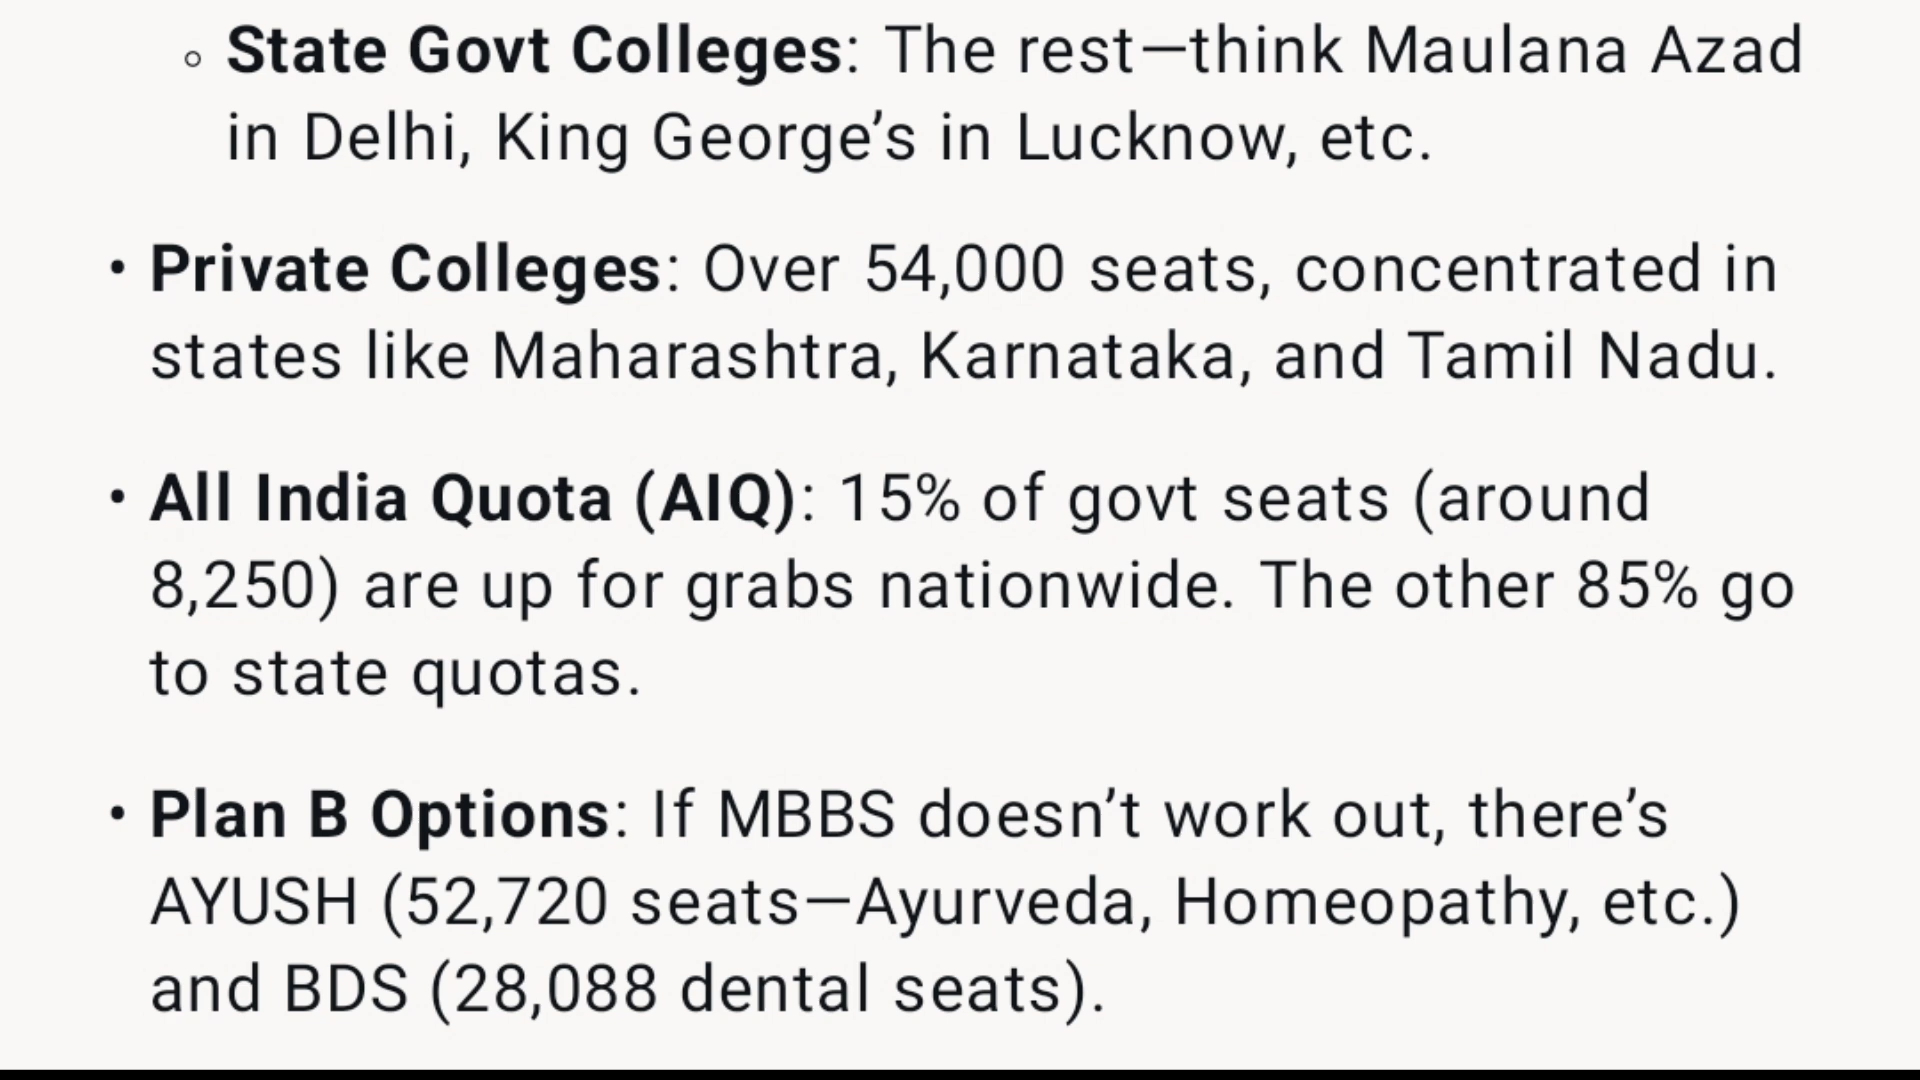 ◦ State Govt Colleges: The rest—think Maulana Azad
in Delhi, King George’s in Lucknow, etc.
• Private Colleges: Over 54,000 seats, concentrated in
states like Maharashtra, Karnataka, and Tamil Nadu.
• All India Quota (AIQ): 15% of govt seats (around
8,250) are up for grabs nationwide. The other 85% go
to state quotas.
• Plan B Options: If MBBS doesn’t work out, there’s
AYUSH (52,720 seats—Ayurveda, Homeopathy, etc.)
and BDS (28,088 dental seats).